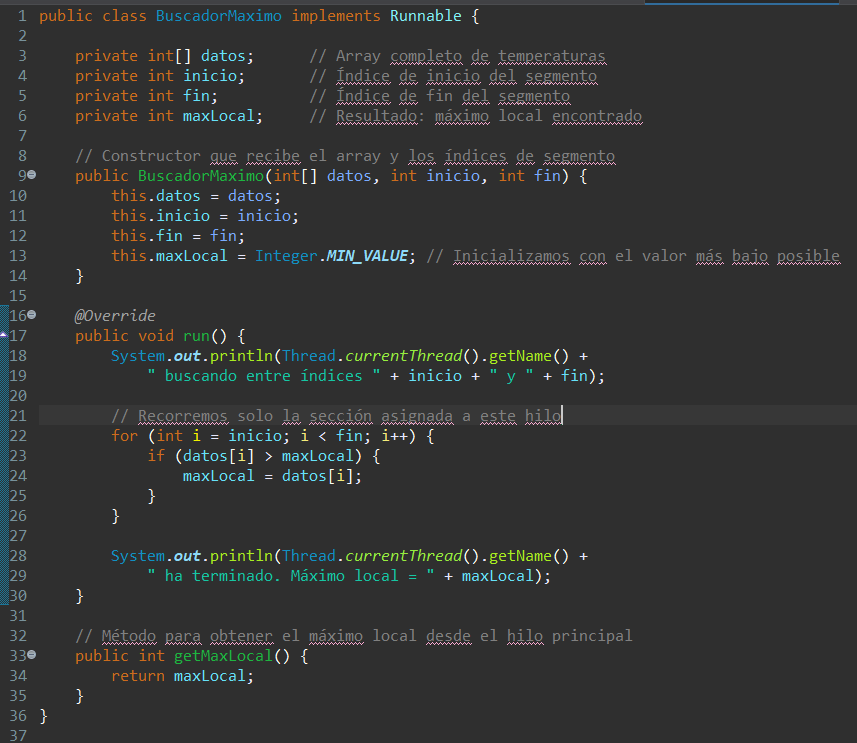 1 public class BuscadorMaximo implements Runnable {
2
3     private int[] datos;      // Array completo de temperaturas
4     private int inicio;       // Índice de inicio del segmento
5     private int fin;          // Índice de fin del segmento
6     private int maxLocal;     // Resultado: máximo local encontrado
7
8     // Constructor que recibe el array y los índices de segmento
9     public BuscadorMaximo(int[] datos, int inicio, int fin) {
10         this.datos = datos;
11         this.inicio = inicio;
12         this.fin = fin;
13         this.maxLocal = Integer.MIN_VALUE; // Inicializamos con el valor más bajo posible
14     }
15
16     @Override
17     public void run() {
18         System.out.println(Thread.currentThread().getName() +
19             " buscando entre índices " + inicio + " y " + fin);
20
21         // Recorremos solo la sección asignada a este hilo
22         for (int i = inicio; i < fin; i++) {
23             if (datos[i] > maxLocal) {
24                 maxLocal = datos[i];
25             }
26         }
27
28         System.out.println(Thread.currentThread().getName() +
29             " ha terminado. Máximo local = " + maxLocal);
30     }
31
32     // Método para obtener el máximo local desde el hilo principal
33     public int getMaxLocal() {
34         return maxLocal;
35     }
36 }
37